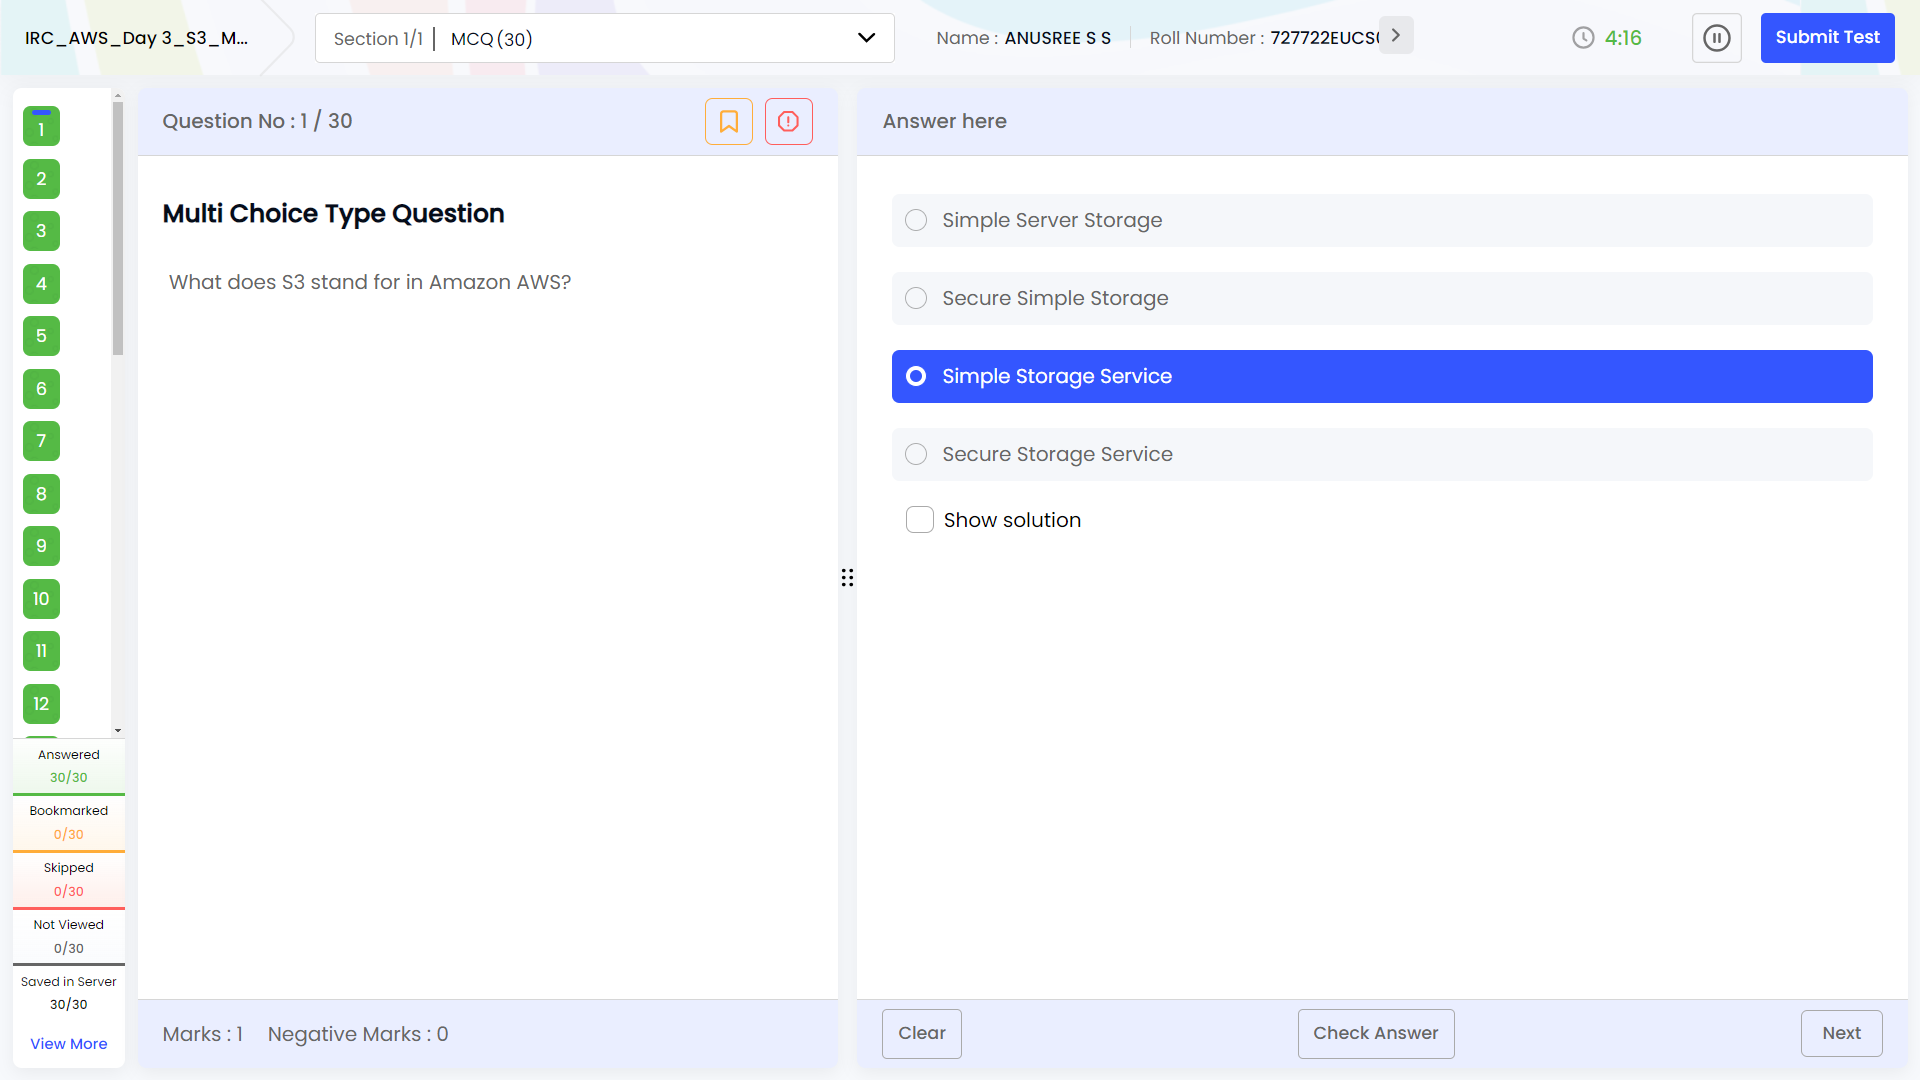 IRC_AWS_Day 3_S3_M...
Section 1/1 | MCQ (30)
Name : ANUSREE S S
Roll Number : 727722EUCS
4:16
Submit Test
1
2
3
4
5
6
7
8
9
10
11
12
Answered
30/30
Bookmarked
0/30
Skipped
0/30
Not Viewed
0/30
Saved in Server
30/30
View More
Question No : 1 / 30
Multi Choice Type Question
What does S3 stand for in Amazon AWS?
Marks : 1 Negative Marks : 0
Answer here
Simple Server Storage
Secure Simple Storage
Simple Storage Service
Secure Storage Service
Show solution
Clear
Check Answer
Next